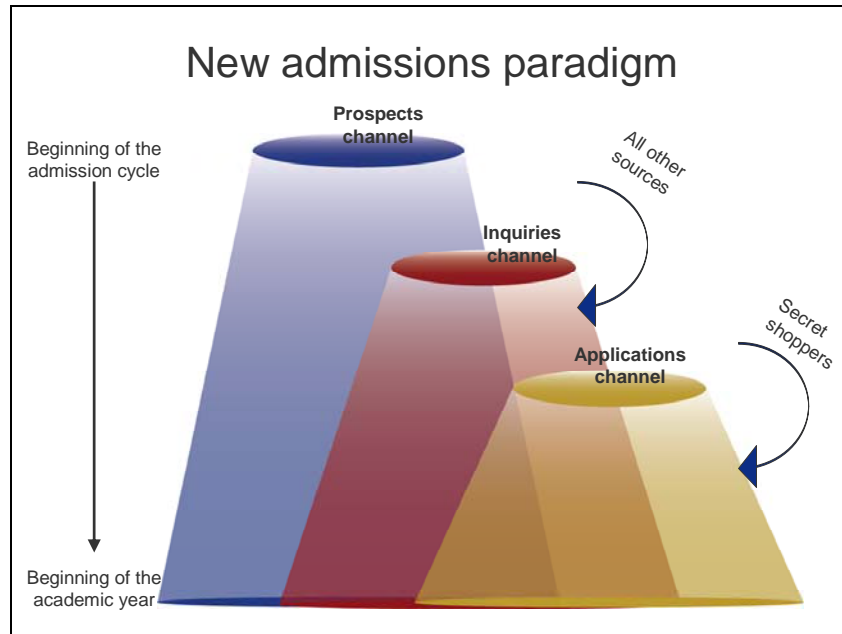 New admissions paradigm
Prospects
channel
Beginning of the
admission cycle
All other
sources
Inquiries
channel
Secret
shoppers
Applications
channel
Beginning of the
academic year